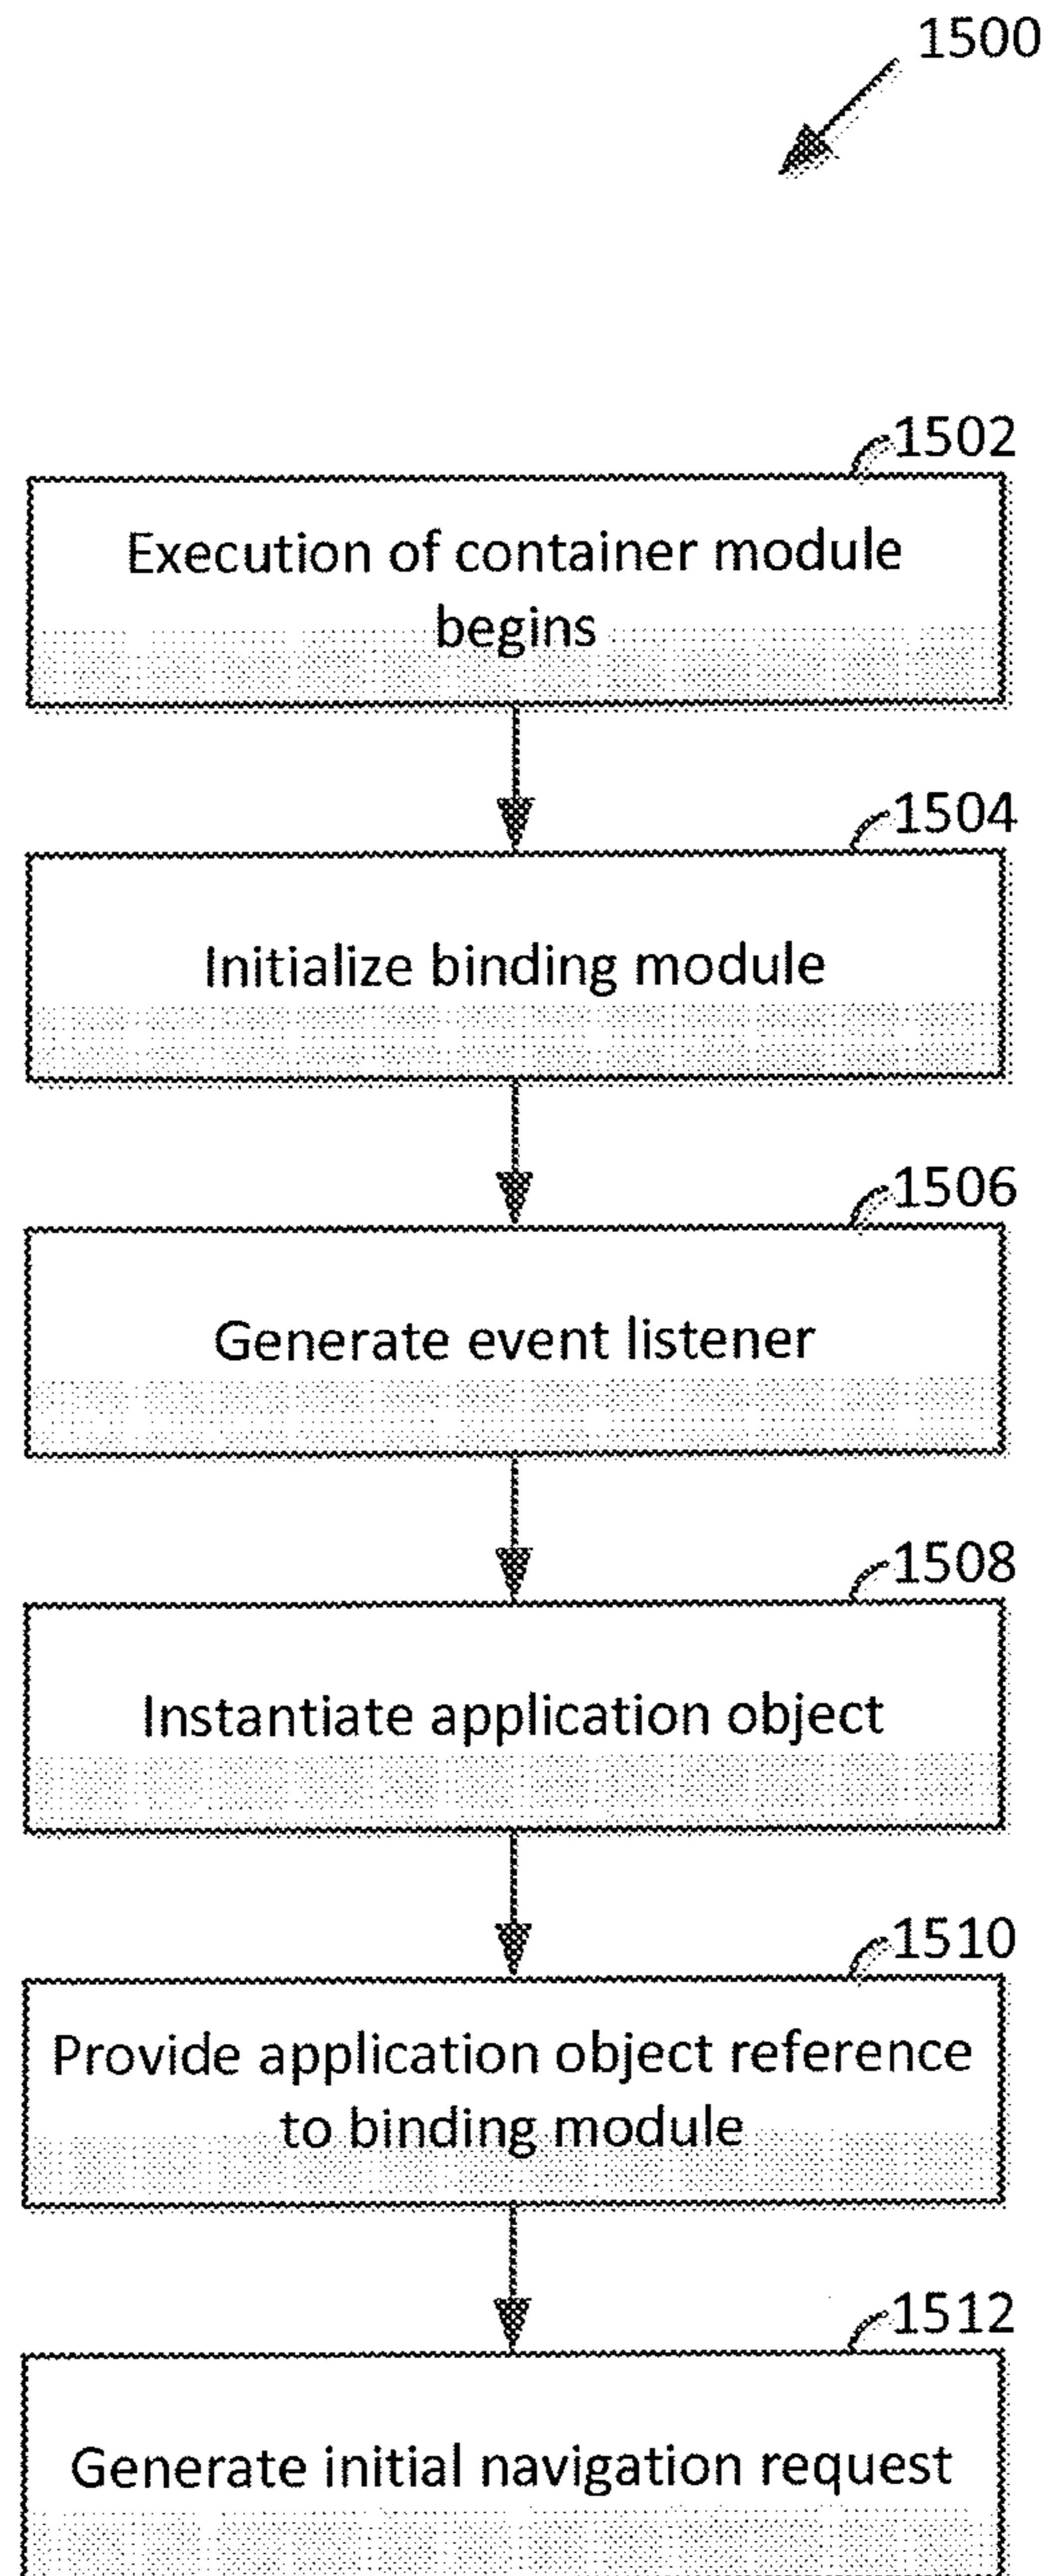 1500
1502
Execution of container module
begins
1504
Initialize binding module
1506
Generate event listener
1508
Instantiate application object
1510
Provide application object reference
to binding module
1512
Generate initial navigation request